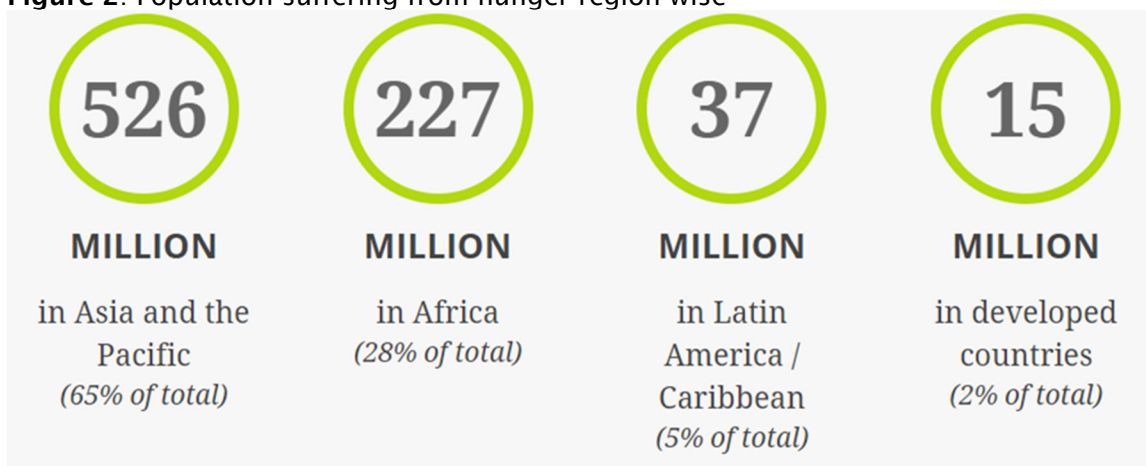 Figure 2: Population suffering from hunger region wise
526
MILLION
in Asia and the
Pacific
(65% of total)
227
MILLION
in Africa
(28% of total)
37
MILLION
in Latin
America /
Caribbean
(5% of total)
15
MILLION
in developed
countries
(2% of total)